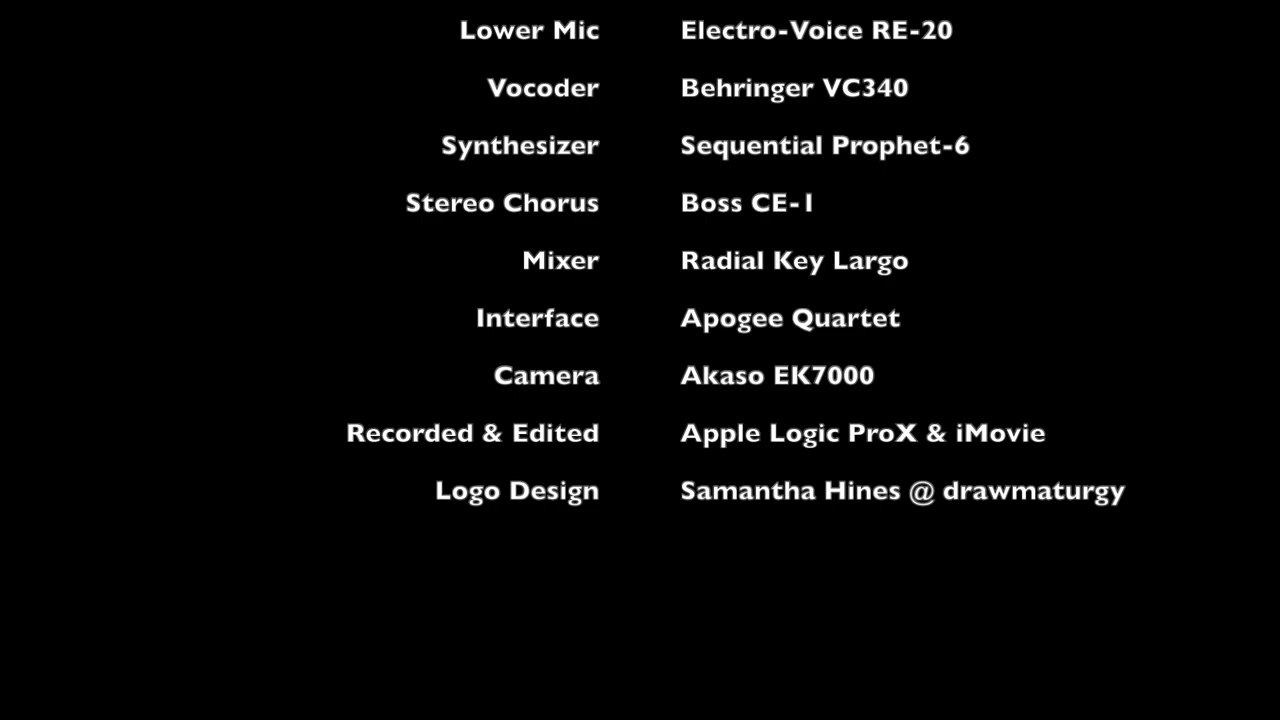 Lower Mic Electro-Voice RE-20
Vocoder Behringer VC340
Synthesizer Sequential Prophet-6
Stereo Chorus Boss CE-1
Mixer Radial Key Largo
Interface Apogee Quartet
Camera Akaso EK7000
Recorded & Edited Apple Logic ProX & iMovie
Logo Design Samantha Hines @ drawmaturgy